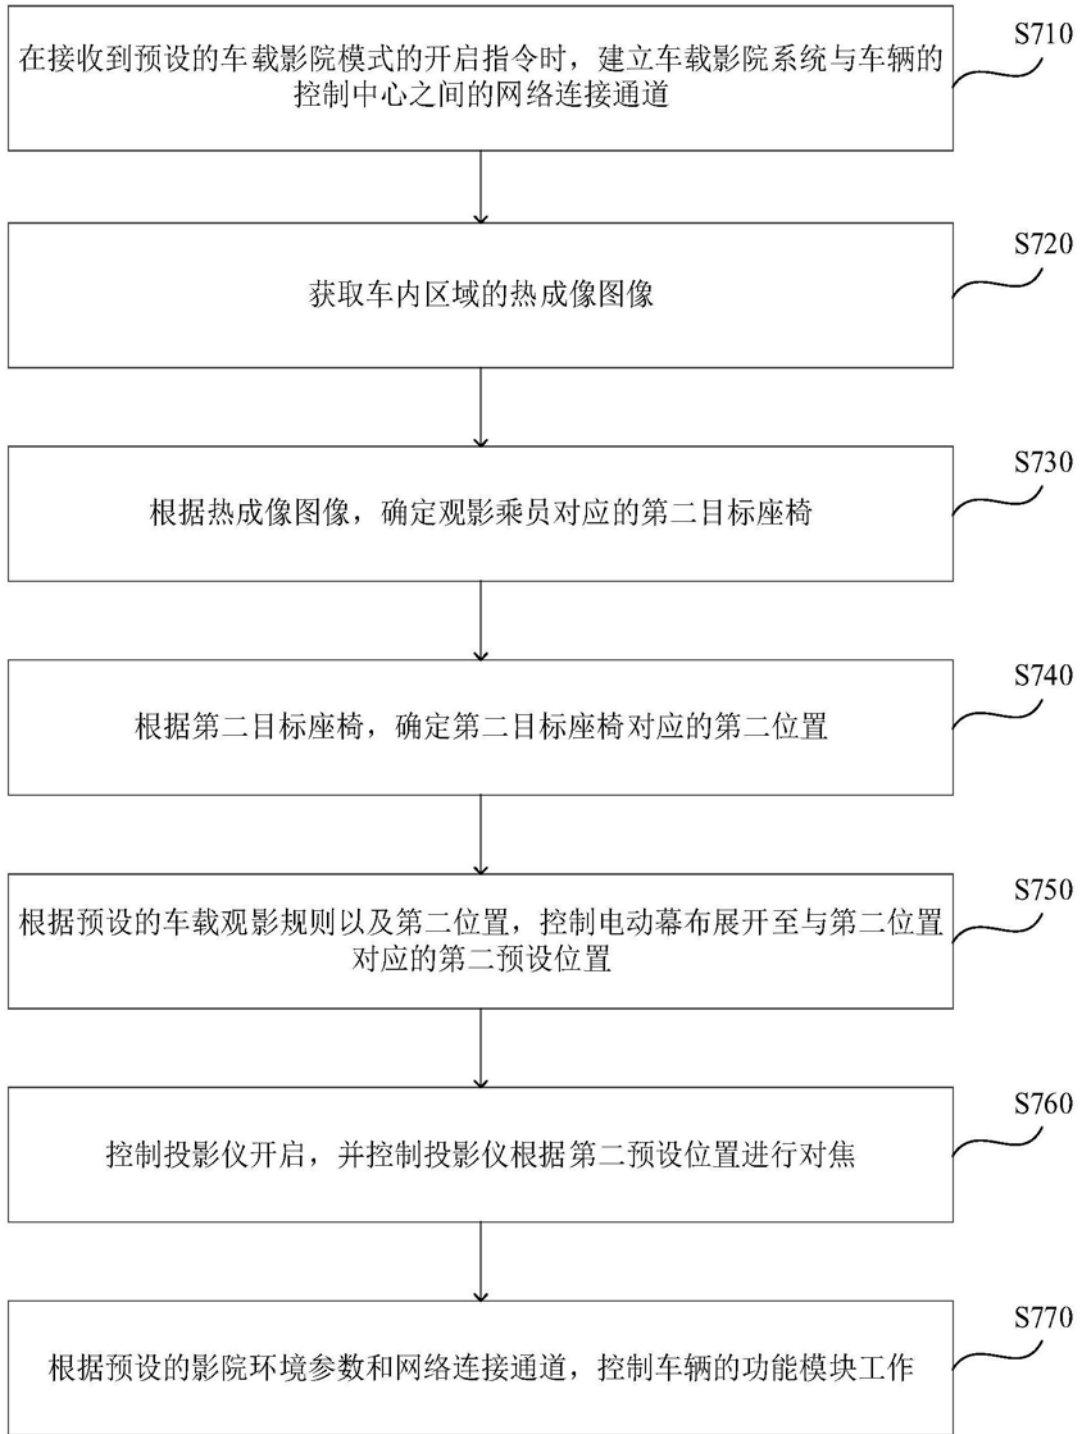 在接收到预设的车载影院模式的开启指令时，建立车载影院系统与车辆的
控制中心之间的网络连接通道
S710
获取车内区域的热成像图像
S720
根据热成像图像，确定观影乘员对应的第二目标座椅
S730
根据第二目标座椅，确定第二目标座椅对应的第二位置
S740
根据预设的车载观影规则以及第二位置，控制电动幕布展开至与第二位置
对应的第二预设位置
S750
控制投影仪开启，并控制投影仪根据第二预设位置进行对焦
S760
根据预设的影院环境参数和网络连接通道，控制车辆的功能模块工作
S770